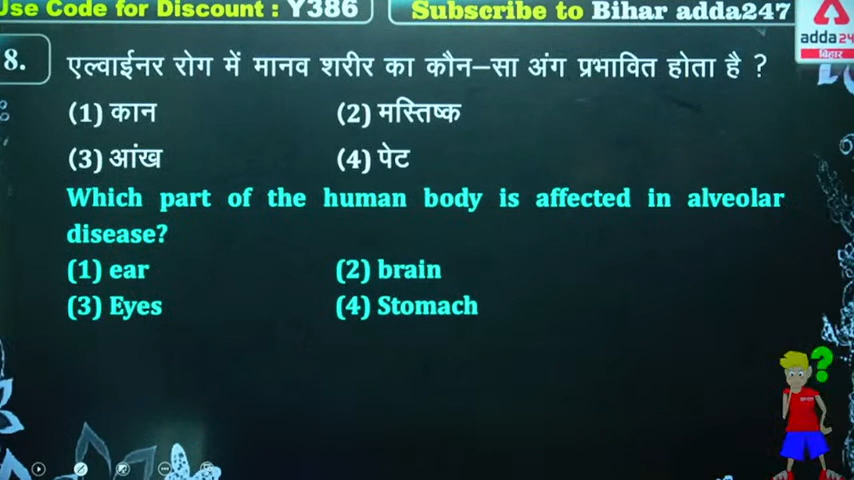 Use Code for Discount : Y386
Subscribe to Bihar adda247
adda24
बिहार
8. एल्वाईनर रोग में मानव शरीर का कौन–सा अंग प्रभावित होता है ?
(1) कान (2) मस्तिष्क
(3) आंख (4) पेट
Which part of the human body is affected in alveolar
disease?
(1) ear (2) brain
(3) Eyes (4) Stomach